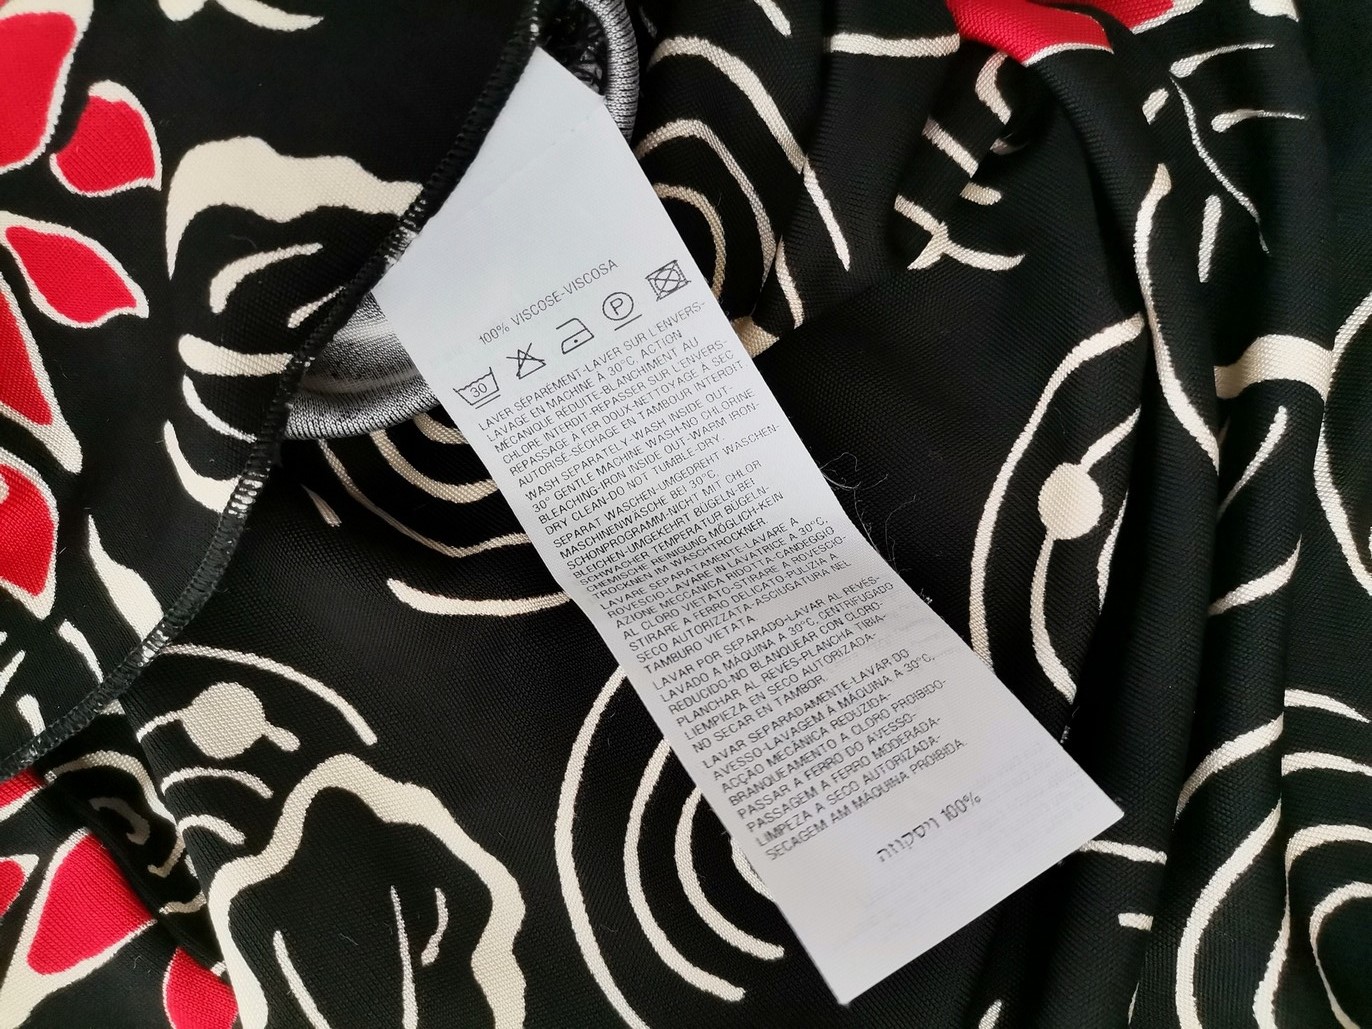 100% VISCOSE-VISCOSA
30 P
LAVER SÉPARÉMENT-LAVER SUR L'ENVERS-
LAVAGE EN MACHINE À 30°C, ACTION
MÉCANIQUE RÉDUITE-BLANCHIMENT AU
CHLORE INTERDIT-REPASSER SUR L'ENVERS-
REPASSAGE À FER DOUX-NETTOYAGE À SEC
AUTORISÉ-SÉCHAGE EN TAMBOUR INTERDIT.
WASH SEPARATELY-WASH INSIDE OUT-
30° GENTLE MACHINE WASH-NO CHLORINE
BLEACHING-IRON INSIDE OUT-WARM IRON-
DRY CLEAN-DO NOT TUMBLE-DRY.
SEPARAT WASCHEN-UMGEDREHT WASCHEN-
MASCHINENWÄSCHE BEI 30°C,
SCHONPROGRAMM-NICHT MIT CHLOR
BLEICHEN-UMGEKEHRT BÜGELN BEI
SCHWACHER TEMPERATUR BÜGELN-
CHEMISCHE REINIGUNG MÖGLICH-KEIN
TROCKNEN IM WASCHTROCKNER.
LAVARE SEPARATAMENTE-LAVARE A
ROVESCIO-LAVARE IN LAVATRICE A 30°C,
AZIONE MECCANICA RIDOTTA-CANDEGGIO
AL CLORO VIETATO-STIRARE A ROVESCIO-
STIRARE A FERRO DELICATO-PULIZIA A
SECO AUTORIZZATA-ASCIUGATURA NEL
TAMBURO VIETATA.
LAVAR POR SEPARADO-LAVAR AL REVÉS-
LAVADO A MAQUINA A 30°C, CENTRIFUGADO
REDUCIDO-NO BLANQUEAR CON CLORO-
PLANCHAR AL REVÉS-PLANCHA TIBIA-
LIEMPIEZA EN SECO AUTORIZADA-
NO SECAR EN TAMBOR.
LAVAR SEPARADAMENTE-LAVAR DO
AVESSO-LAVAGEM À MAQUINA A 30°C,
ACÇÃO MECÂNICA REDUZIDA-
BRANQUEAMENTO A CLORO PROIBIDO-
PASSAR A FERRO DO AVESSO-
PASSAGEM A FERRO MODERADA-
LIMPEZA A SECO AUTORIZADA-
SECAGEM AM MÁQUINA PROIBIDA.
100% ויסקוזה